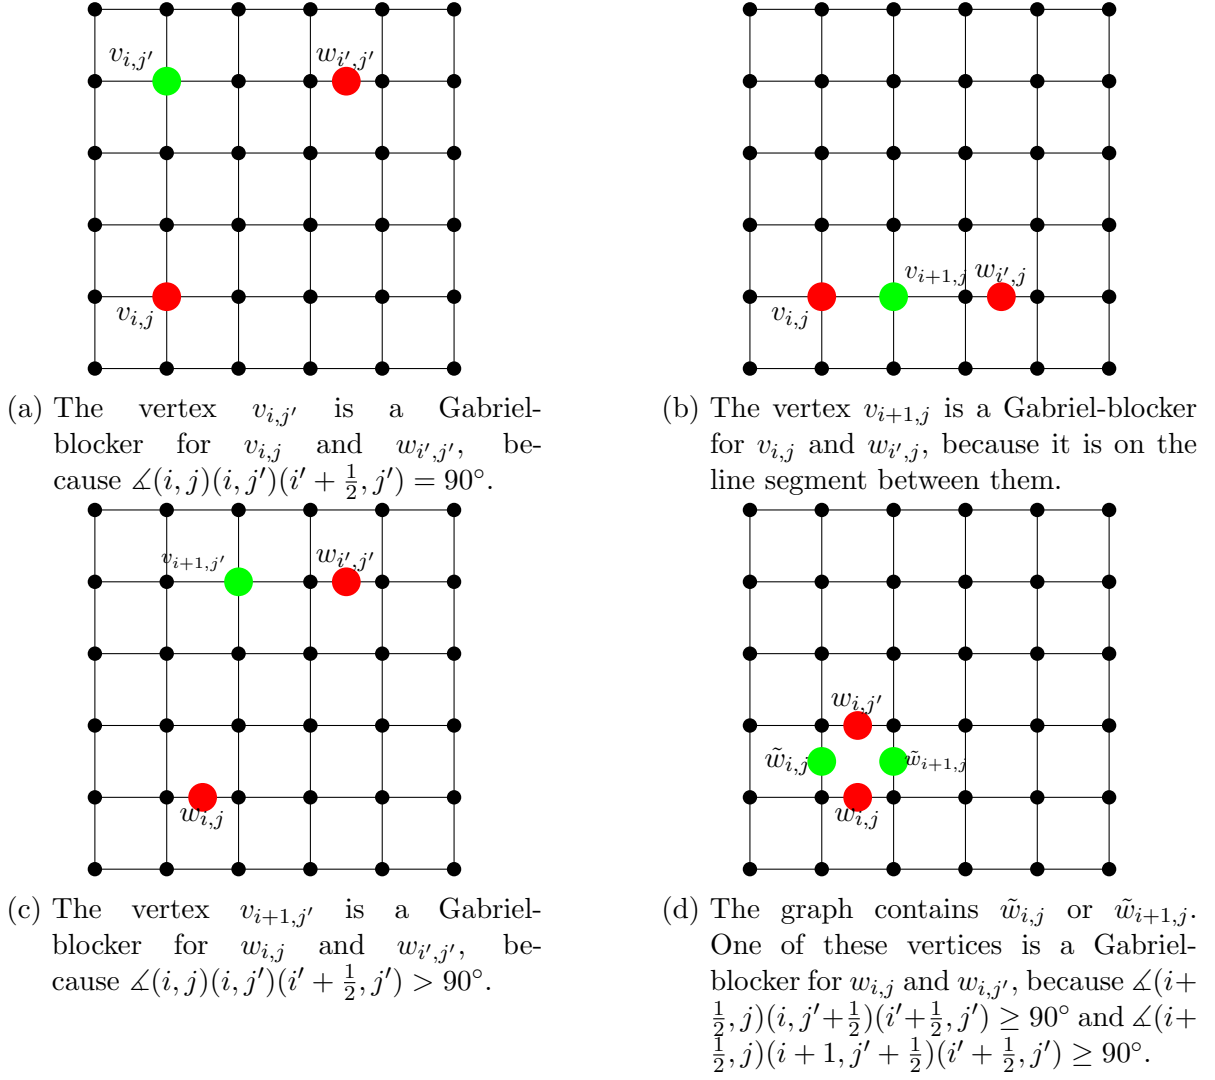 v_{i,j'} w_{i',j'}
v_{i,j}
v_{i+1,j} w_{i',j}
v_{i,j}
(a) The vertex v_{i,j'} is a Gabriel-
blocker for v_{i,j} and w_{i',j'}, be-
cause ∡(i, j)(i, j')(i' + 1/2, j') = 90°.
(b) The vertex v_{i+1,j} is a Gabriel-blocker
for v_{i,j} and w_{i',j}, because it is on the
line segment between them.
v_{i+1,j'} w_{i',j'}
w_{i,j}
w_{i,j'}
w̃_{i,j} w̃_{i+1,j}
w_{i,j}
(c) The vertex v_{i+1,j'} is a Gabriel-
blocker for w_{i,j} and w_{i',j'}, be-
cause ∡(i, j)(i, j')(i' + 1/2, j') > 90°.
(d) The graph contains w̃_{i,j} or w̃_{i+1,j}.
One of these vertices is a Gabriel-
blocker for w_{i,j} and w_{i,j'}, because ∡(i+
1/2, j)(i, j'+1/2)(i'+1/2, j') ≥ 90° and ∡(i+
1/2, j)(i + 1, j' + 1/2)(i' + 1/2, j') ≥ 90°.